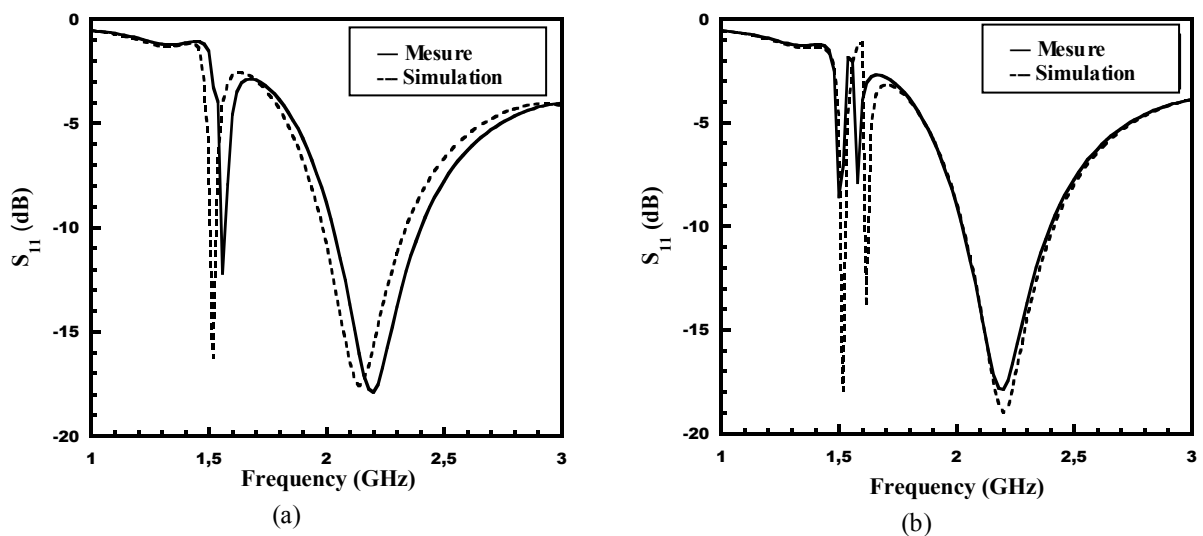 0
-5
-10
-15
-20
S11 (dB)
Mesure
Simulation
1
1,5
2
2,5
3
Frequency (GHz)
(a)
0
-5
-10
-15
-20
S11 (dB)
Mesure
Simulation
1
1,5
2
2,5
3
Frequency (GHz)
(b)